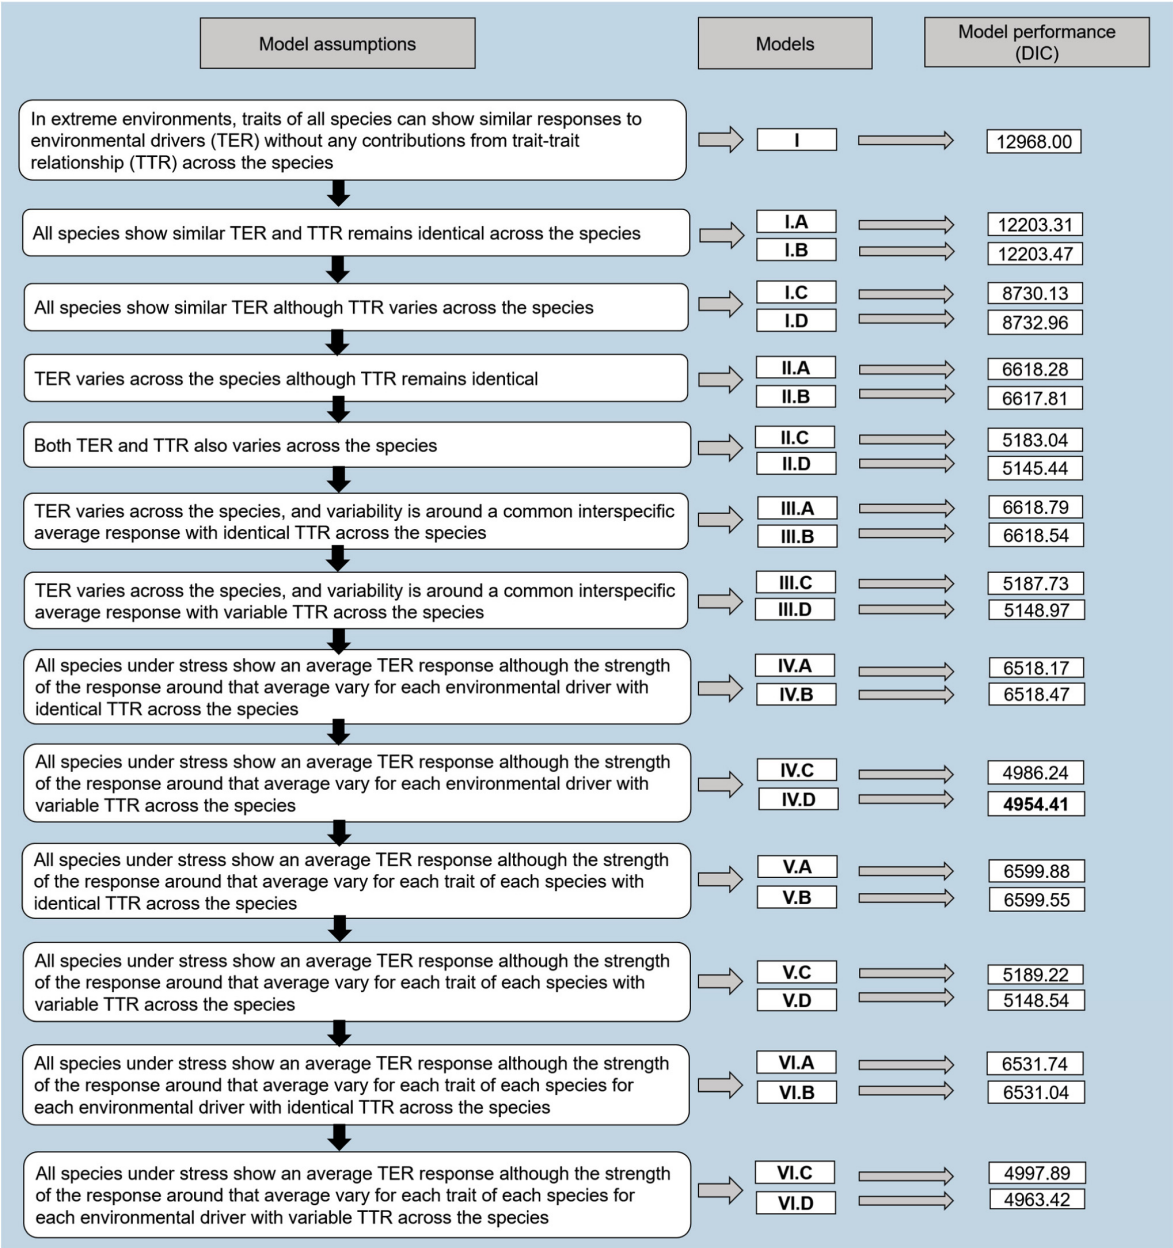 Model assumptions
Models
Model performance
(DIC)
In extreme environments, traits of all species can show similar responses to
environmental drivers (TER) without any contributions from trait-trait
relationship (TTR) across the species
I
12968.00
All species show similar TER and TTR remains identical across the species
I.A
12203.31
I.B
12203.47
All species show similar TER although TTR varies across the species
I.C
8730.13
I.D
8732.96
TER varies across the species although TTR remains identical
II.A
6618.28
II.B
6617.81
Both TER and TTR also varies across the species
II.C
5183.04
II.D
5145.44
TER varies across the species, and variability is around a common interspecific
average response with identical TTR across the species
III.A
6618.79
III.B
6618.54
TER varies across the species, and variability is around a common interspecific
average response with variable TTR across the species
III.C
5187.73
III.D
5148.97
All species under stress show an average TER response although the strength
of the response around that average vary for each environmental driver with
identical TTR across the species
IV.A
6518.17
IV.B
6518.47
All species under stress show an average TER response although the strength
of the response around that average vary for each environmental driver with
variable TTR across the species
IV.C
4986.24
IV.D
4954.41
All species under stress show an average TER response although the strength
of the response around that average vary for each trait of each species with
identical TTR across the species
V.A
6599.88
V.B
6599.55
All species under stress show an average TER response although the strength
of the response around that average vary for each trait of each species with
variable TTR across the species
V.C
5189.22
V.D
5148.54
All species under stress show an average TER response although the strength
of the response around that average vary for each trait of each species for
each environmental driver with identical TTR across the species
VI.A
6531.74
VI.B
6531.04
All species under stress show an average TER response although the strength
of the response around that average vary for each trait of each species for
each environmental driver with variable TTR across the species
VI.C
4997.89
VI.D
4963.42